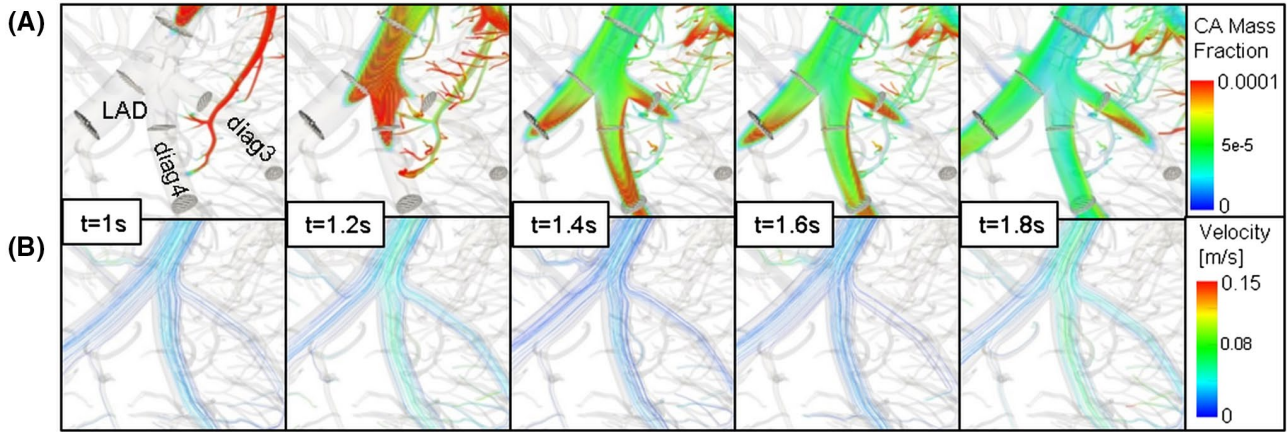 (A)
LAD
diag3
diag4
CA Mass
Fraction
0.0001
5e-5
0
t=1s
t=1.2s
t=1.4s
t=1.6s
t=1.8s
(B)
Velocity
[m/s]
0.15
0.08
0